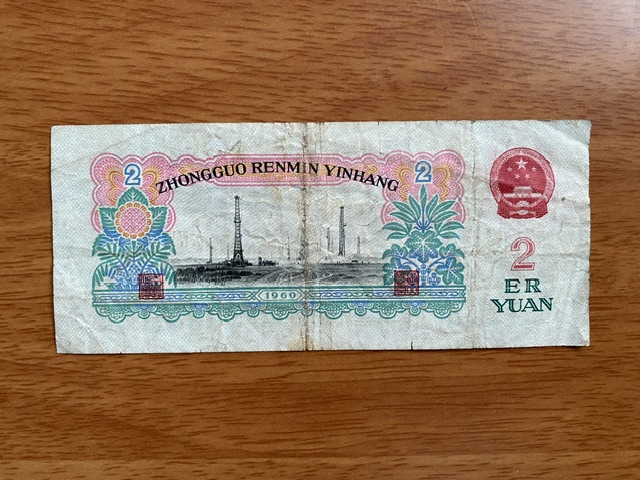 2
2
ZHONGGUO RENMIN YINHANG
1960
2
ER
YUAN